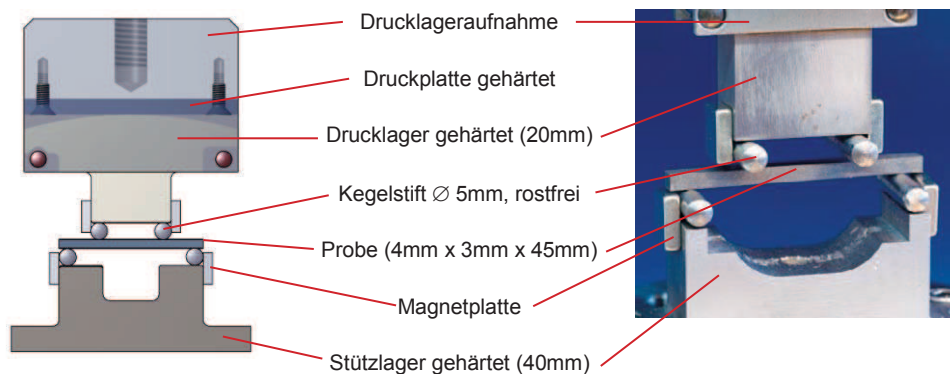 Drucklageraufnahme
Druckplatte gehärtet
Drucklager gehärtet (20mm)
Kegelstift ∅ 5mm, rostfrei
Probe (4mm x 3mm x 45mm)
Magnetplatte
Stützlager gehärtet (40mm)